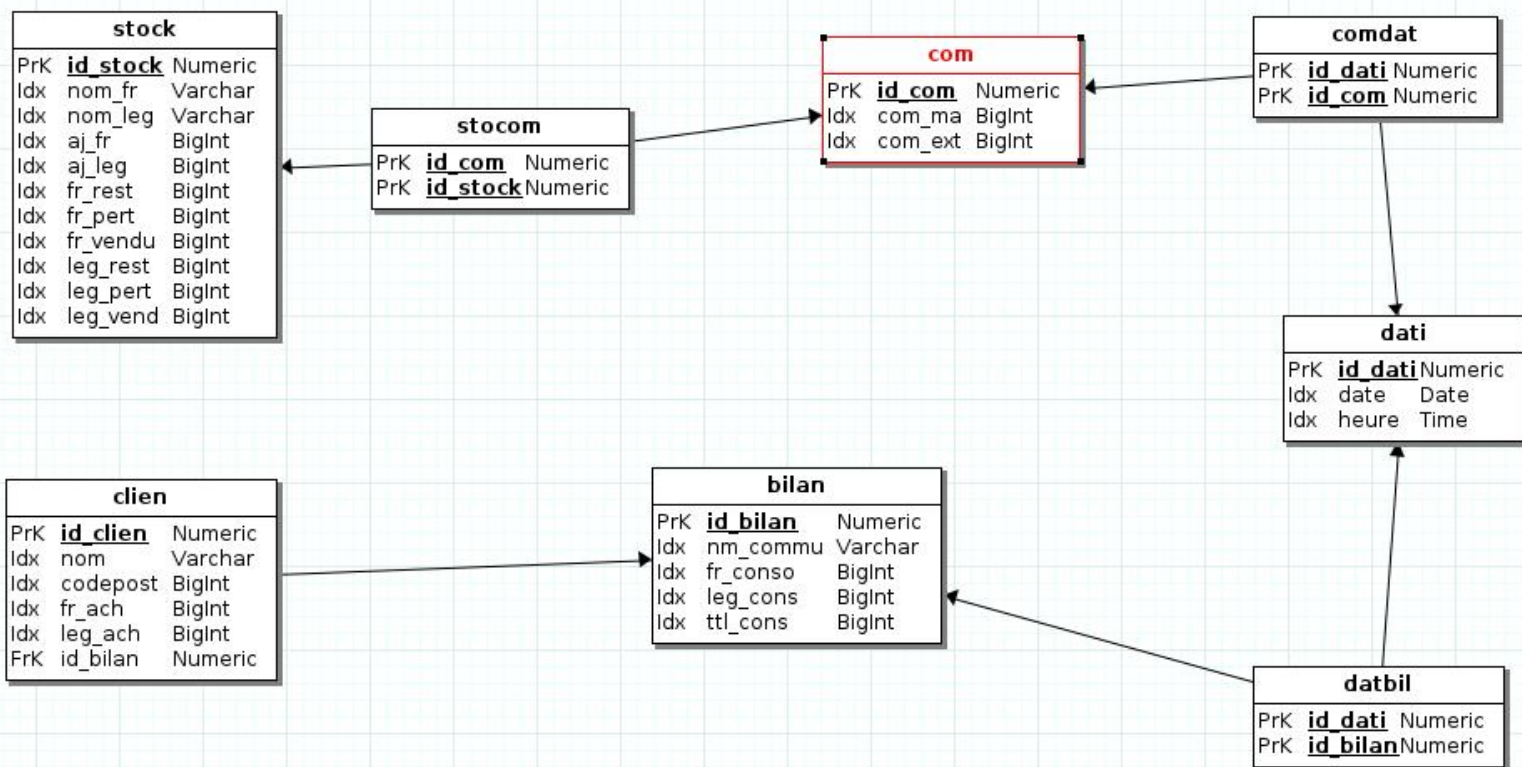 stock
PrK id_stock Numeric
Idx nom_fr Varchar
Idx nom_leg Varchar
Idx aj_fr BigInt
Idx aj_leg BigInt
Idx fr_rest BigInt
Idx fr_pert BigInt
Idx fr_vendu BigInt
Idx leg_rest BigInt
Idx leg_pert BigInt
Idx leg_vend BigInt
stocom
PrK id_com Numeric
PrK id_stock Numeric
com
PrK id_com Numeric
Idx com_ma BigInt
Idx com_ext BigInt
comdat
PrK id_dati Numeric
PrK id_com Numeric
dati
PrK id_dati Numeric
Idx date Date
Idx heure Time
clien
PrK id_clien Numeric
Idx nom Varchar
Idx codepost BigInt
Idx fr_ach BigInt
Idx leg_ach BigInt
FrK id_bilan Numeric
bilan
PrK id_bilan Numeric
Idx nm_commu Varchar
Idx fr_conso BigInt
Idx leg_cons BigInt
Idx ttl_cons BigInt
datbil
PrK id_dati Numeric
PrK id_bilan Numeric